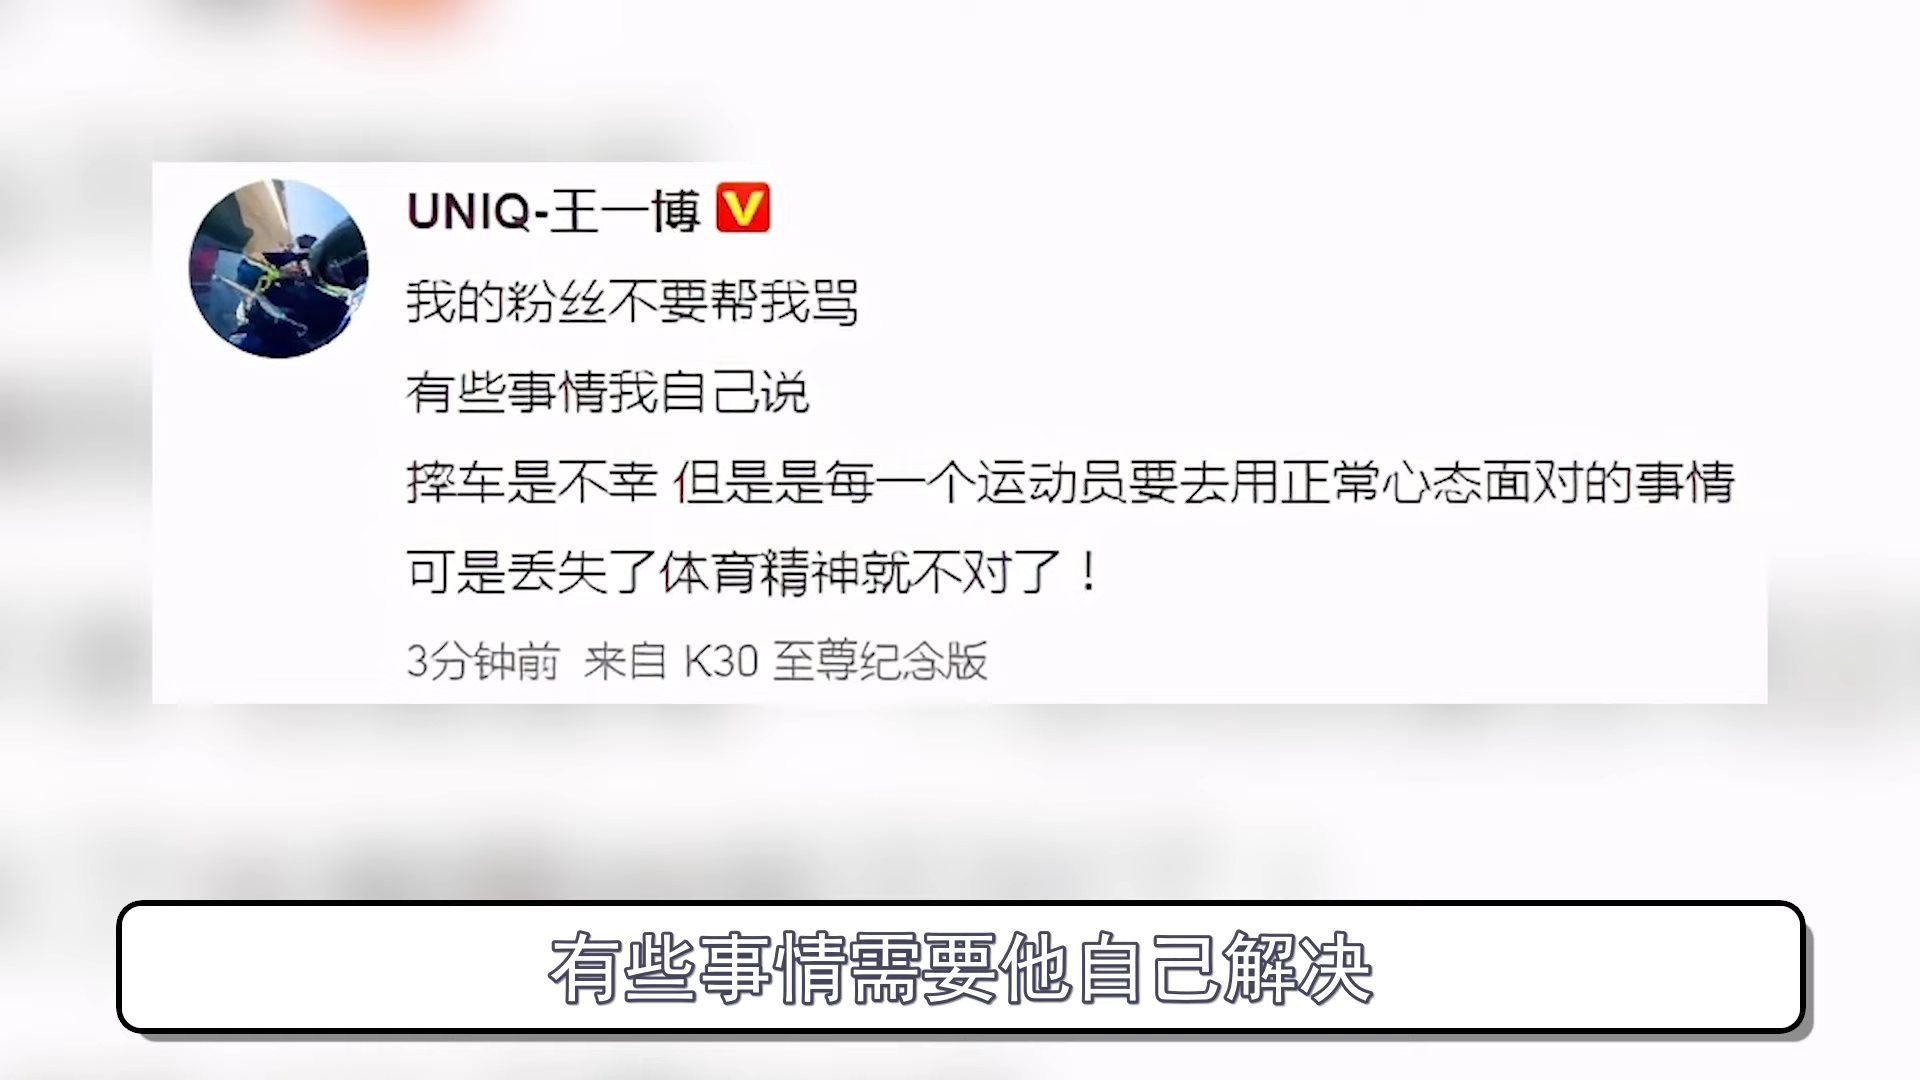 UNIQ-王一博
我的粉丝不要帮我骂
有些事情我自己说
摔车是不幸 但是是每一个运动员要去用正常心态面对的事情
可是丢失了体育精神就不对了！
3分钟前 来自 K30 至尊纪念版
有些事情需要他自己解决